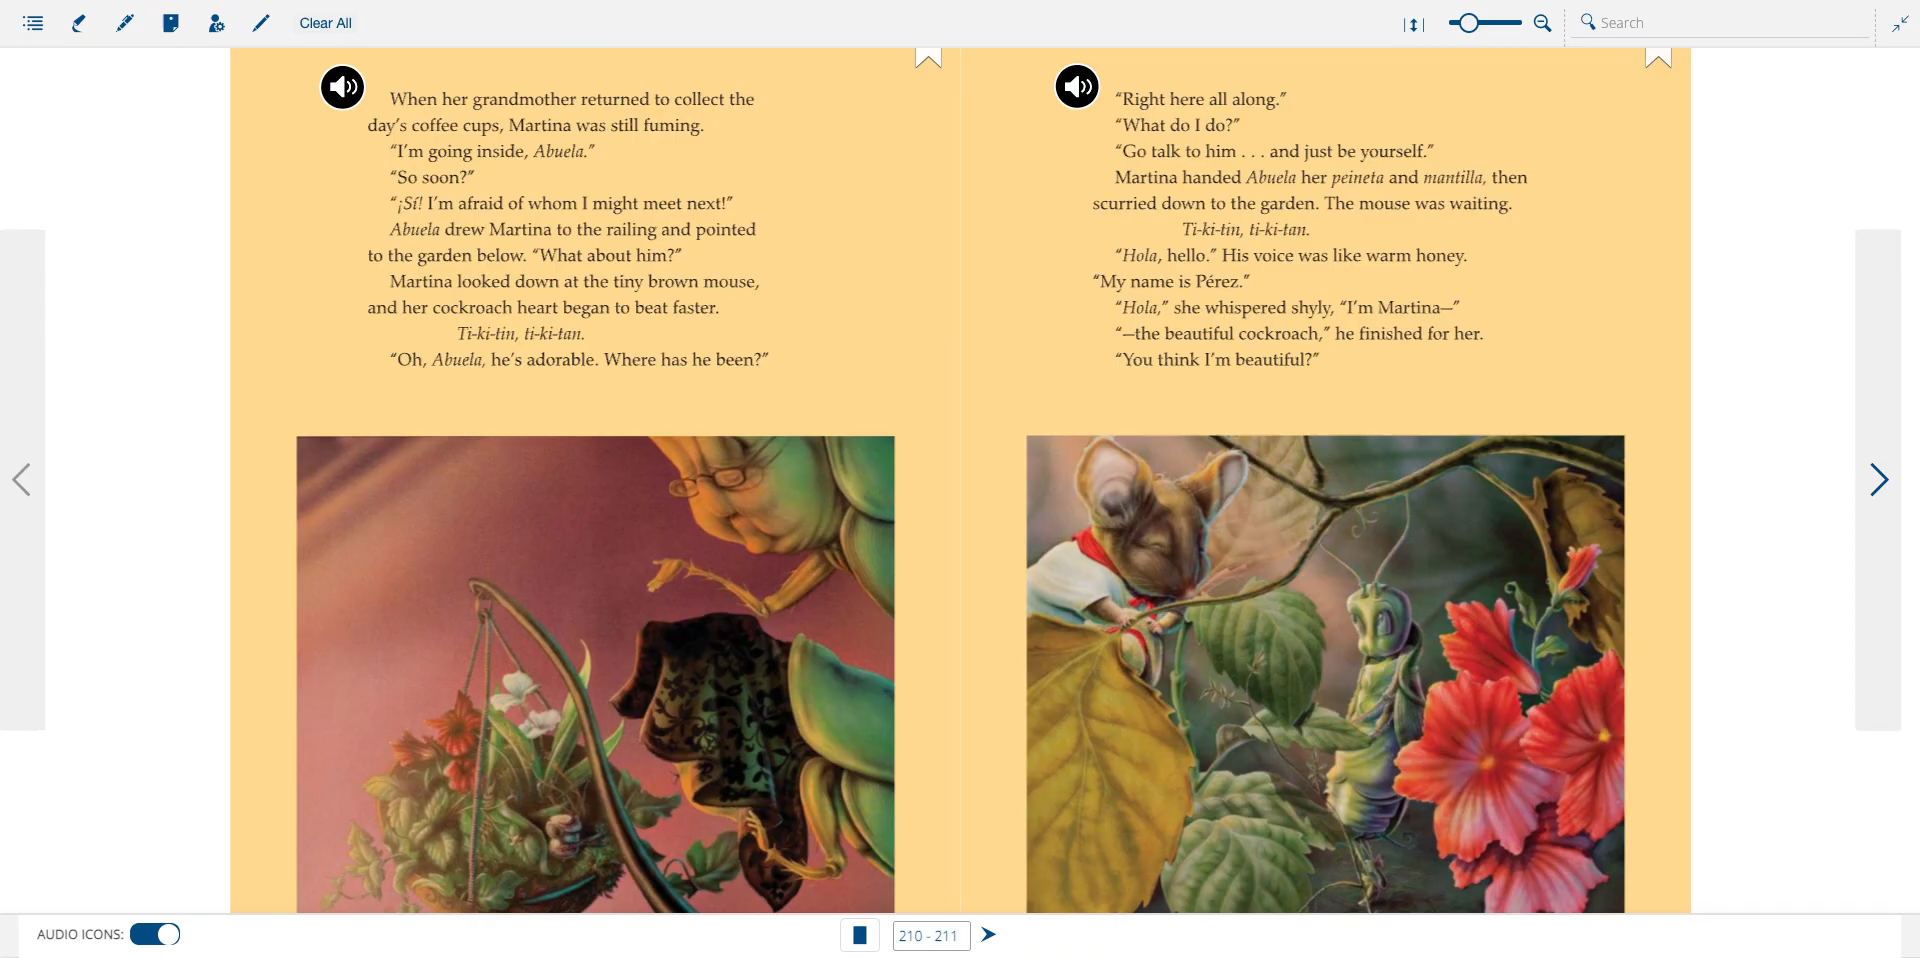 Clear All
Search
When her grandmother returned to collect the
day’s coffee cups, Martina was still fuming.
“I’m going inside, Abuela.”
“So soon?”
“¡Sí! I’m afraid of whom I might meet next!”
Abuela drew Martina to the railing and pointed
to the garden below. “What about him?”
Martina looked down at the tiny brown mouse,
and her cockroach heart began to beat faster.
Ti-ki-tin, ti-ki-tan.
“Oh, Abuela, he’s adorable. Where has he been?”
“Right here all along.”
“What do I do?”
“Go talk to him . . . and just be yourself.”
Martina handed Abuela her peineta and mantilla, then
scurried down to the garden. The mouse was waiting.
Ti-ki-tin, ti-ki-tan.
“Hola, hello.” His voice was like warm honey.
“My name is Pérez.”
“Hola,” she whispered shyly, “I’m Martina—”
“—the beautiful cockroach,” he finished for her.
“You think I’m beautiful?”
AUDIO ICONS:
210 - 211